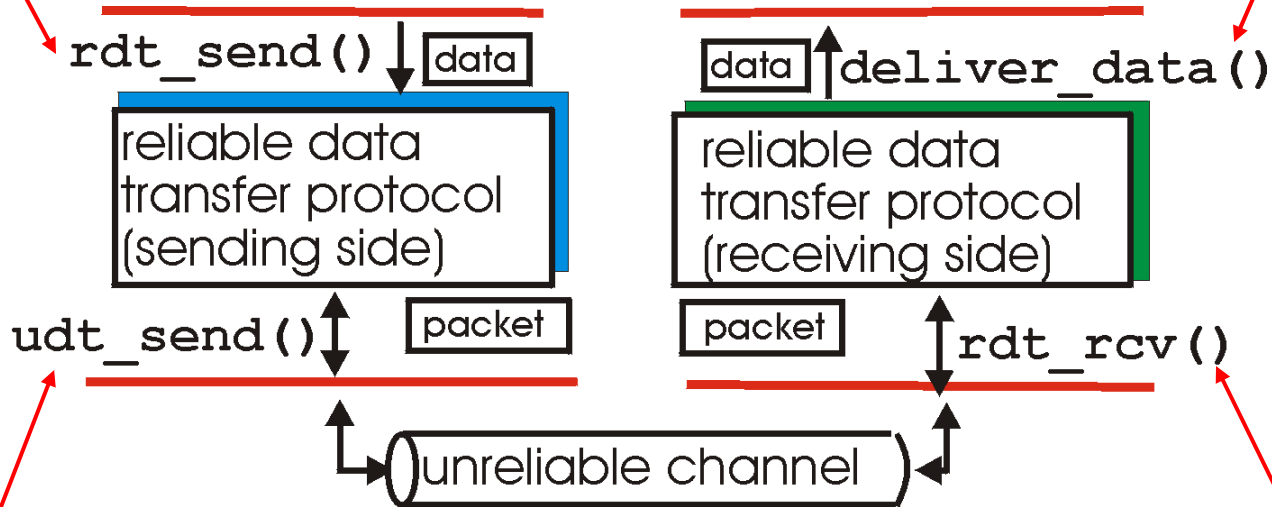 rdt_send()
data
data
deliver_data()
reliable data
transfer protocol
(sending side)
reliable data
transfer protocol
(receiving side)
udt_send()
packet
packet
rdt_rcv()
unreliable channel